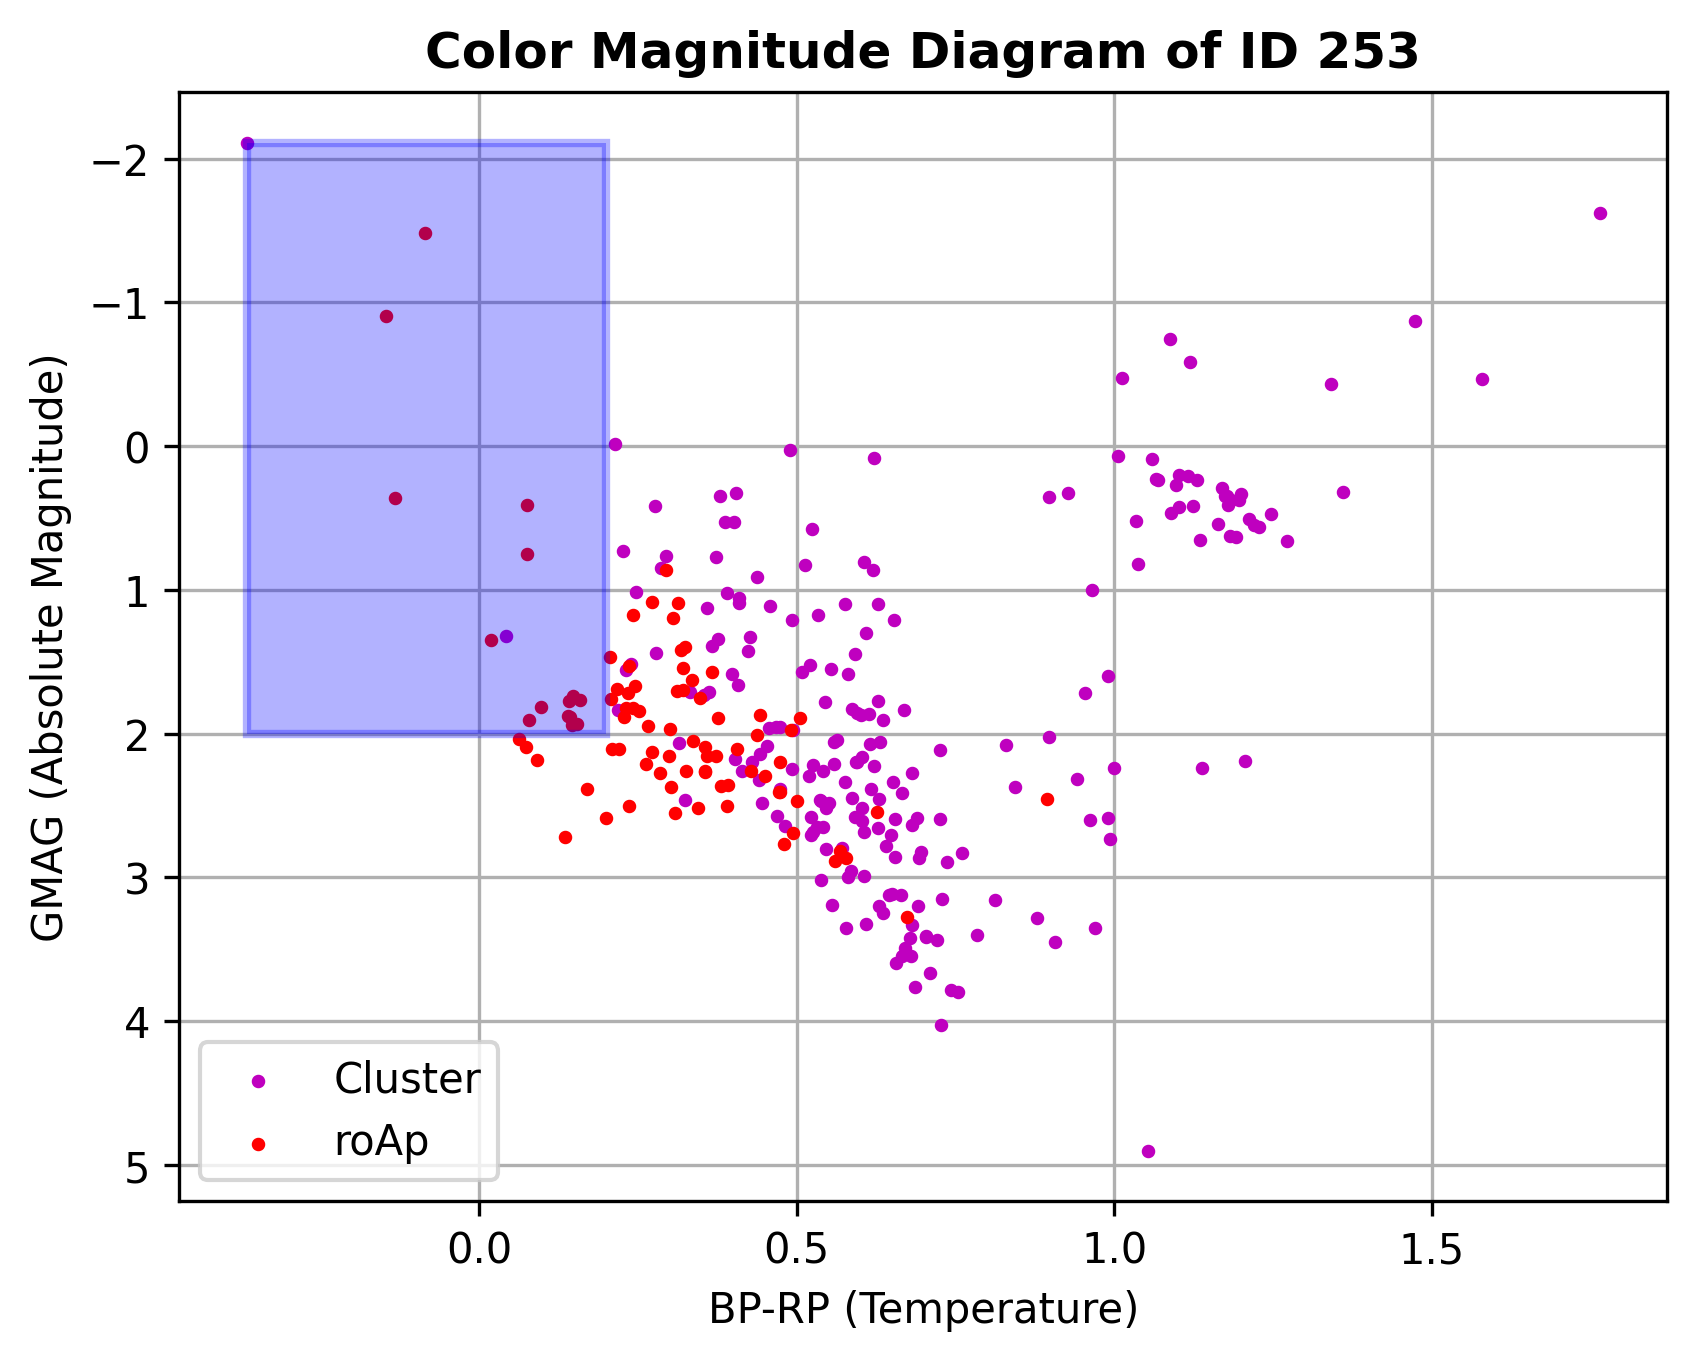 Color Magnitude Diagram of ID 253
GMAG (Absolute Magnitude)
−2
−1
0
1
2
3
4
5
Cluster
roAp
0.0 0.5 1.0 1.5
BP-RP (Temperature)